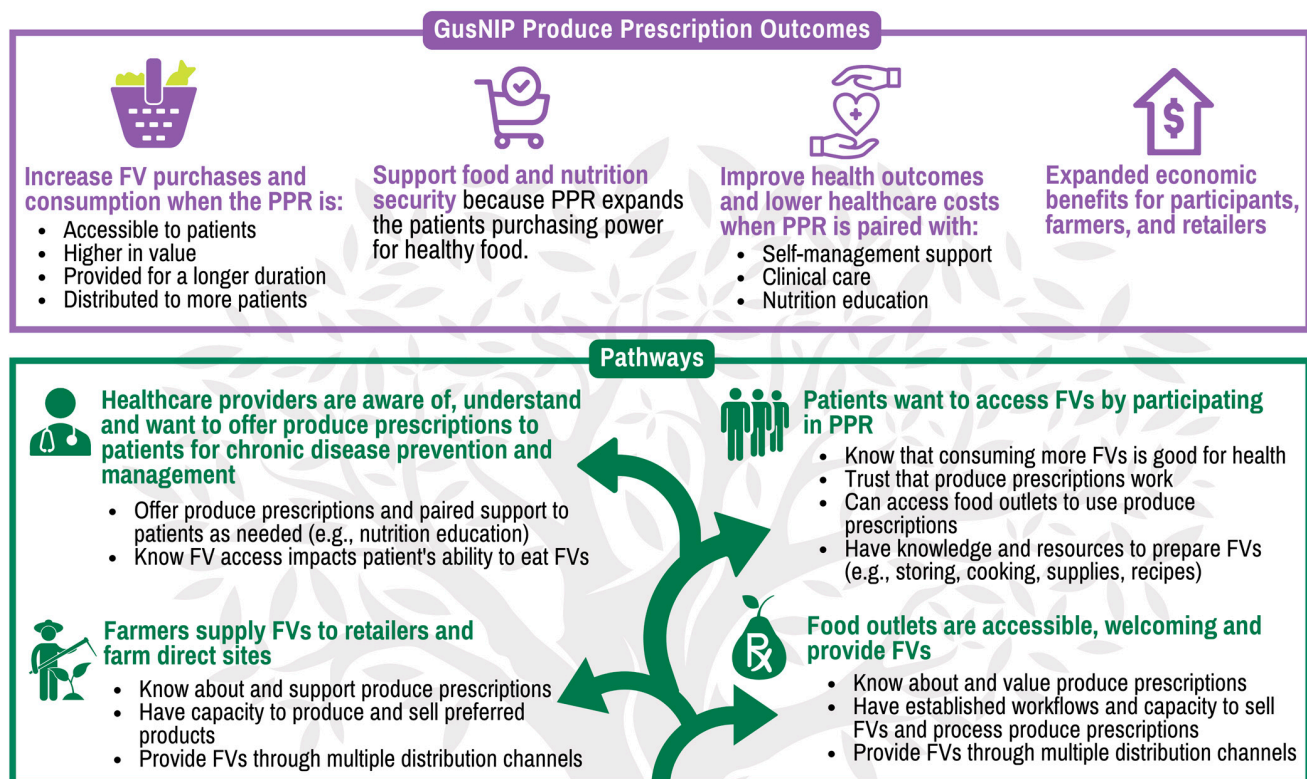 GusNIP Produce Prescription Outcomes
Increase FV purchases and
consumption when the PPR is:
• Accessible to patients
• Higher in value
• Provided for a longer duration
• Distributed to more patients
Support food and nutrition
security because PPR expands
the patients purchasing power
for healthy food.
Improve health outcomes
and lower healthcare costs
when PPR is paired with:
• Self-management support
• Clinical care
• Nutrition education
$
Expanded economic
benefits for participants,
farmers, and retailers
Pathways
Healthcare providers are aware of, understand
and want to offer produce prescriptions to
patients for chronic disease prevention and
management
• Offer produce prescriptions and paired support to
patients as needed (e.g., nutrition education)
• Know FV access impacts patient's ability to eat FVs
Patients want to access FVs by participating
in PPR
• Know that consuming more FVs is good for health
• Trust that produce prescriptions work
• Can access food outlets to use produce
prescriptions
• Have knowledge and resources to prepare FVs
(e.g., storing, cooking, supplies, recipes)
Farmers supply FVs to retailers and
farm direct sites
• Know about and support produce prescriptions
• Have capacity to produce and sell preferred
products
• Provide FVs through multiple distribution channels
Rx
Food outlets are accessible, welcoming and
provide FVs
• Know about and value produce prescriptions
• Have established workflows and capacity to sell
FVs and process produce prescriptions
• Provide FVs through multiple distribution channels